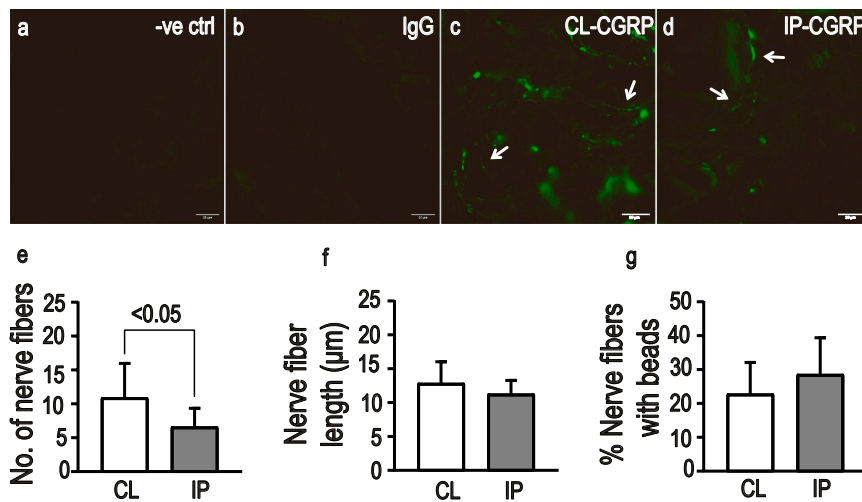 a -ve ctrl
b IgG
c CL-CGRP
d IP-CGRP
e
No. of nerve fibers
25
20
15
10
5
0
<0.05
CL IP
f
Nerve fiber
length (µm)
25
20
15
10
5
0
CL IP
g
% Nerve fibers
with beads
50
40
30
20
10
0
CL IP